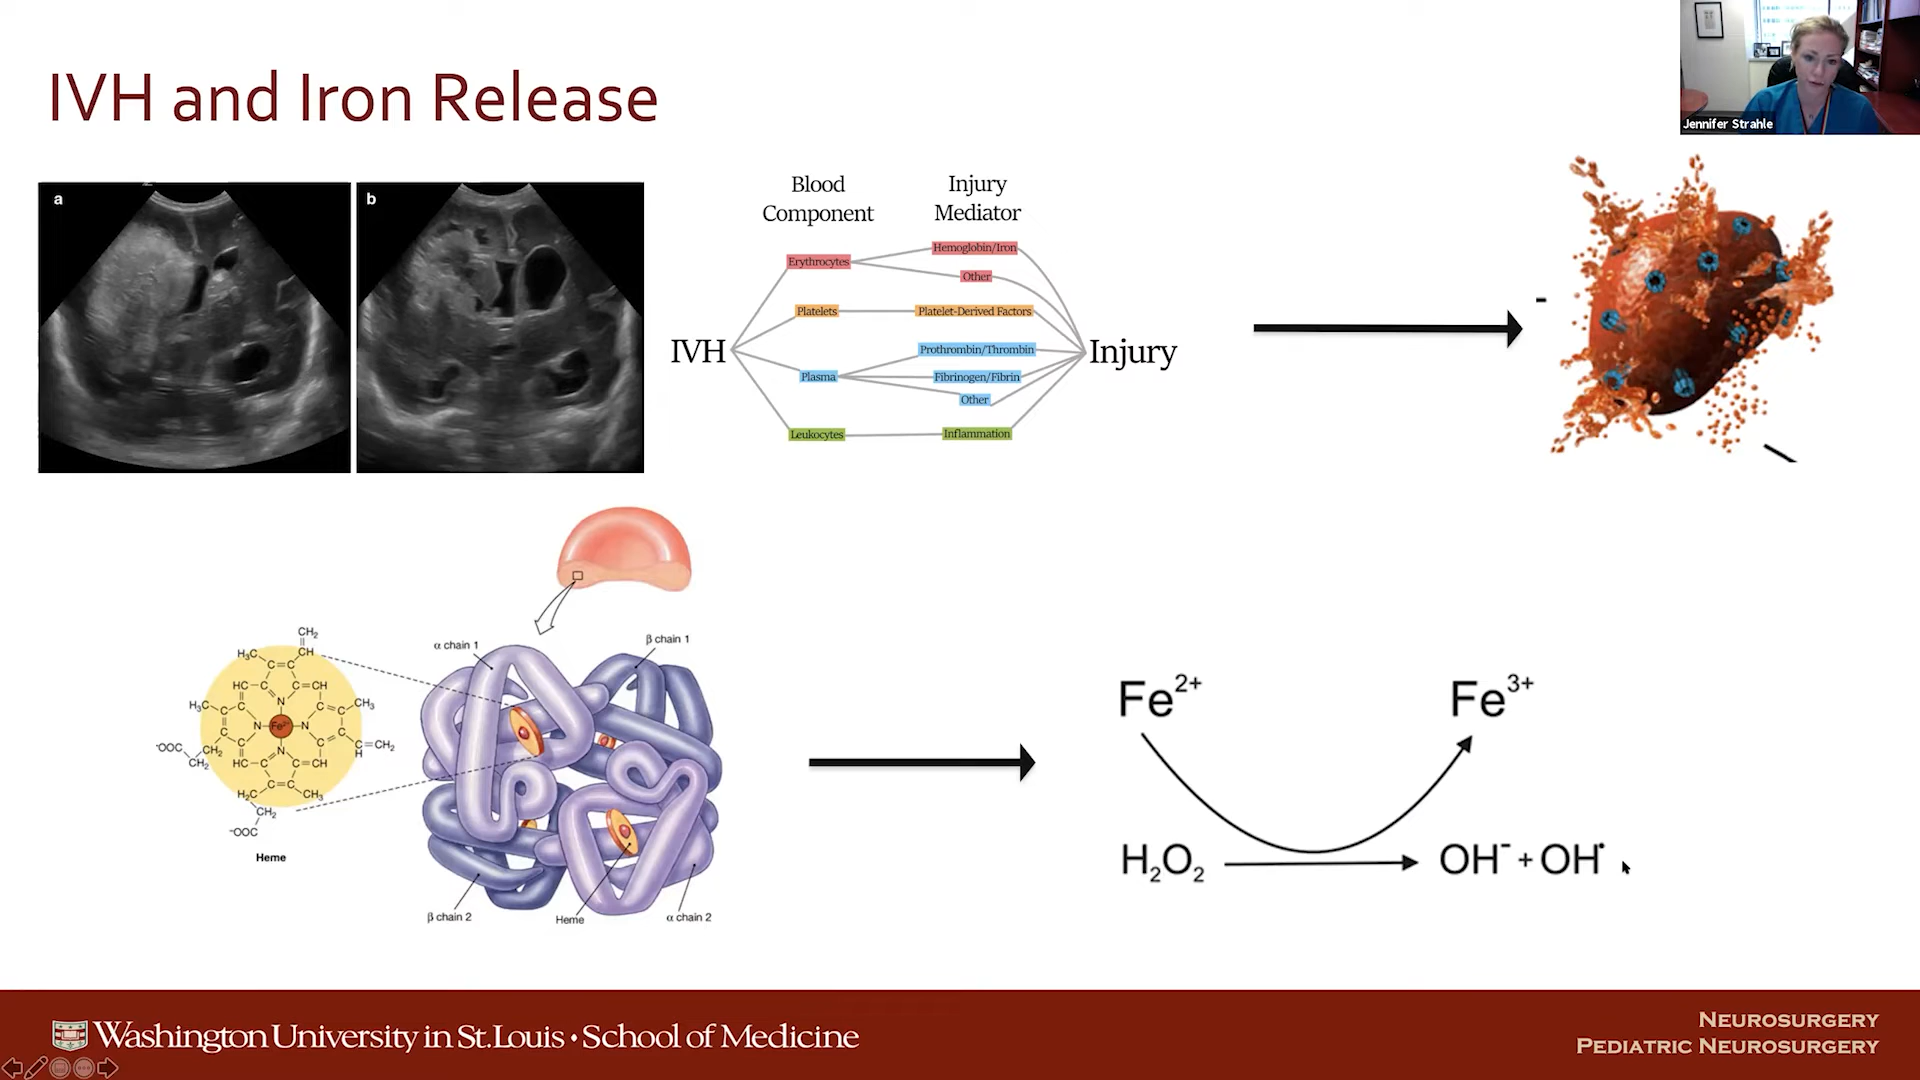 IVH and Iron Release
Jennifer Strahle
a
b
Blood
Component
Injury
Mediator
Erythrocytes
Hemoglobin/Iron
Other
Platelets
Platelet-Derived Factors
IVH
Plasma
Prothrombin/Thrombin
Fibrinogen/Fibrin
Other
Injury
Leukocytes
Inflammation
-
α chain 1
β chain 1
CH₂
CH
H₃C
C=C
HC
C
N
C
CH
H₃C
C
C
CH₃
C
N
Fe²⁺
N
C
⁻OOC
CH₂
C
C
C
CH=CH₂
CH₂
HC
C
N
C
CH
C=C
H₂C
CH₃
CH₂
⁻OOC
Heme
β chain 2
Heme
α chain 2
Fe²⁺
Fe³⁺
H₂O₂
OH⁻ + OH•
Washington University in St. Louis • School of Medicine
Neurosurgery
Pediatric Neurosurgery